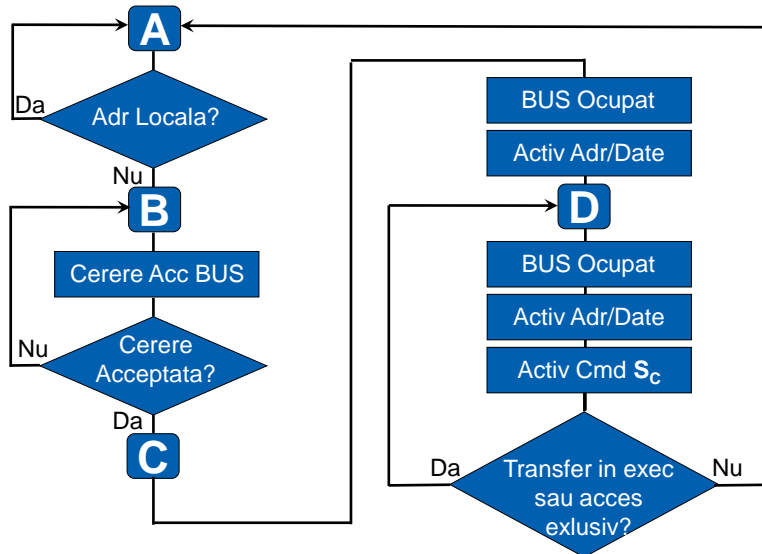 A
Da
Adr Locala?
Nu
B
Cerere Acc BUS
Nu
Cerere
Acceptata?
Da
C
BUS Ocupat
Activ Adr/Date
D
BUS Ocupat
Activ Adr/Date
Activ Cmd Sc
Da
Transfer in exec
sau acces
exlusiv?
Nu